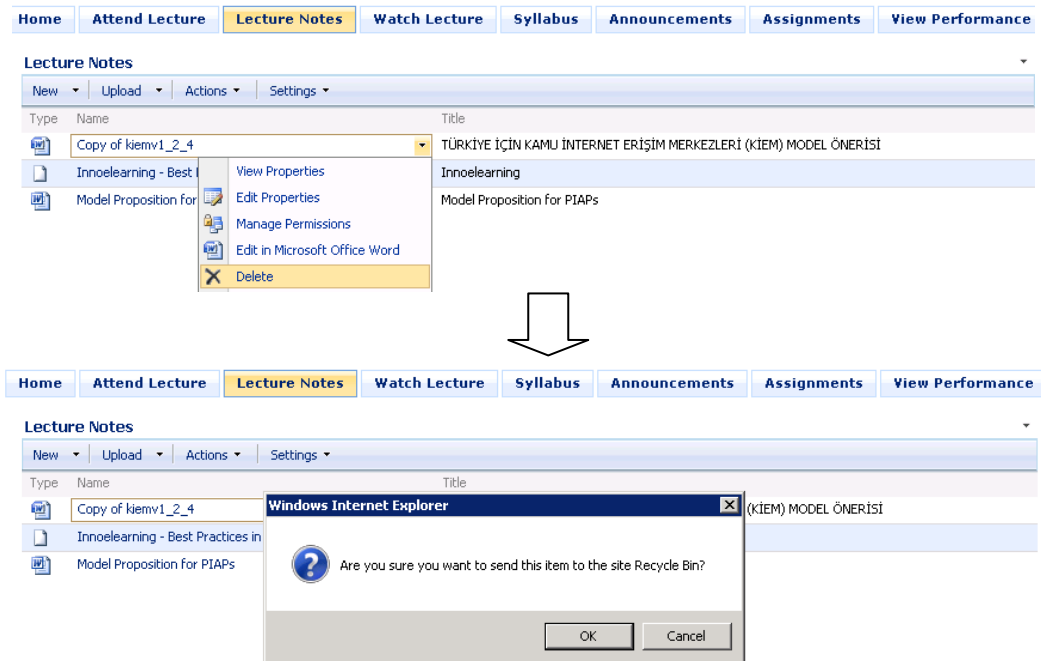 Home Attend Lecture Lecture Notes Watch Lecture Syllabus Announcements Assignments View Performance
Lecture Notes
New Upload Actions Settings
Type Name Title
Copy of kiemv1_2_4 TÜRKİYE İÇİN KAMU İNTERNET ERİŞİM MERKEZLERİ (KİEM) MODEL ÖNERİSİ
Innoelearning - Best Innoelearning
Model Proposition for Model Proposition for PIAPs
View Properties
Edit Properties
Manage Permissions
Edit in Microsoft Office Word
Delete
Home Attend Lecture Lecture Notes Watch Lecture Syllabus Announcements Assignments View Performance
Lecture Notes
New Upload Actions Settings
Type Name Title
Copy of kiemv1_2_4 (KİEM) MODEL ÖNERİSİ
Innoelearning - Best Practices in
Model Proposition for PIAPs
Windows Internet Explorer
Are you sure you want to send this item to the site Recycle Bin?
OK Cancel